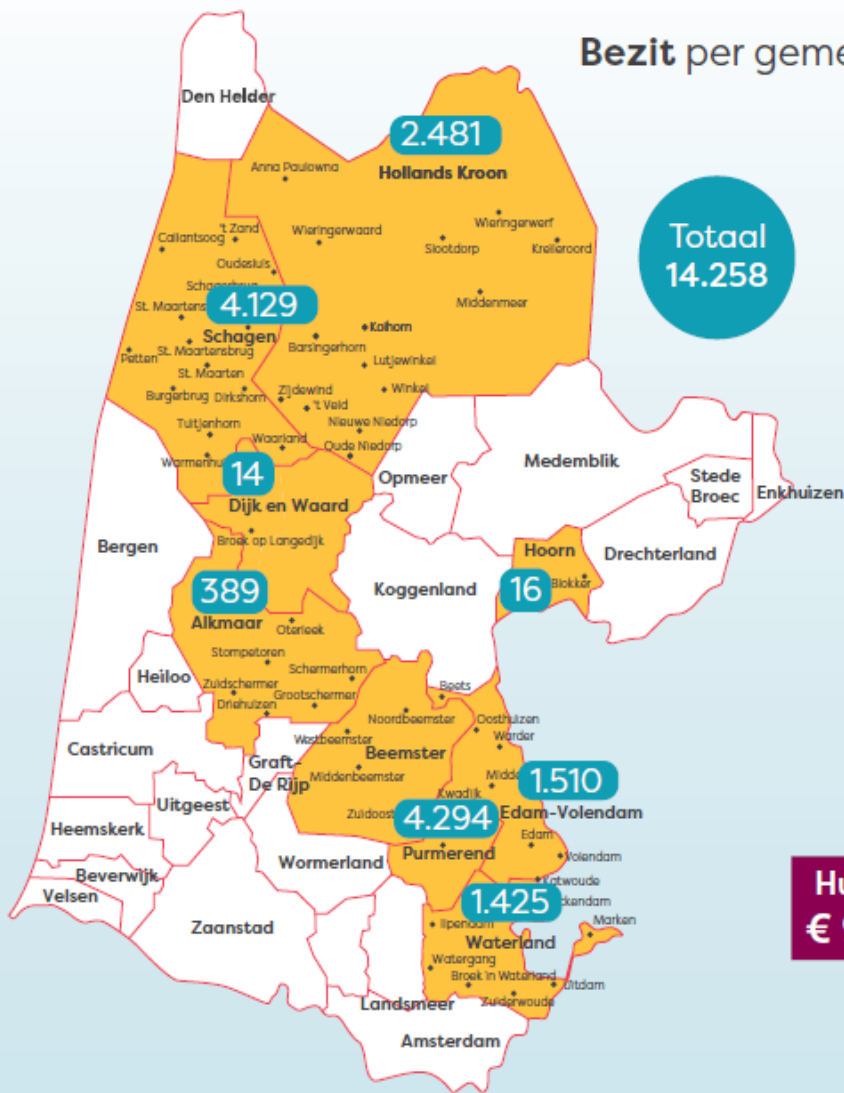 Bezit per geme
Den Helder
2.481
Hollands Kroon
Anna Paulowna
Totaal
14.258
't Zand
Wieringerwaard
Wieringerwerf
Callantsoog
Slootdorp
Kreileroord
Oudesluis
Middenmeer
4.129
Schagen
Kolhorn
Barsingerhorn
Petten
St. Maartensbrug
Lutjewinkel
St. Maarten
Burgerbrug
Dirkshorn
Zijdewind
Winkel
't Veld
Nieuwe Niedorp
Tuitjenhorn
Waarland
Oude Niedorp
14
Dijk en Waard
Opmeer
Medemblik
Stede
Broec
Enkhuizen
Broek op Langedijk
Bergen
Hoorn
Drechterland
Blokker
16
Koggenland
389
Alkmaar
Oterleek
Stompetoren
Schermerhorn
Heiloo
Zuidschermer
Grootschermer
Driehuizen
Beets
Noordbeemster
Oosthuizen
Westbeemster
Warder
Castricum
Beemster
Graft-
De Rijp
Middenbeemster
1.510
Kwadijk
Edam-Volendam
Uitgeest
4.294
Purmerend
Heemskerk
Edam
Volendam
Wormerland
Beverwijk
Velsen
Katwoude
1.425
Zaanstad
Ilpendam
Waterland
Marken
Watergang
Broek in Waterland
Uitdam
Zuiderwoude
Landsmeer
Amsterdam
Hu
€